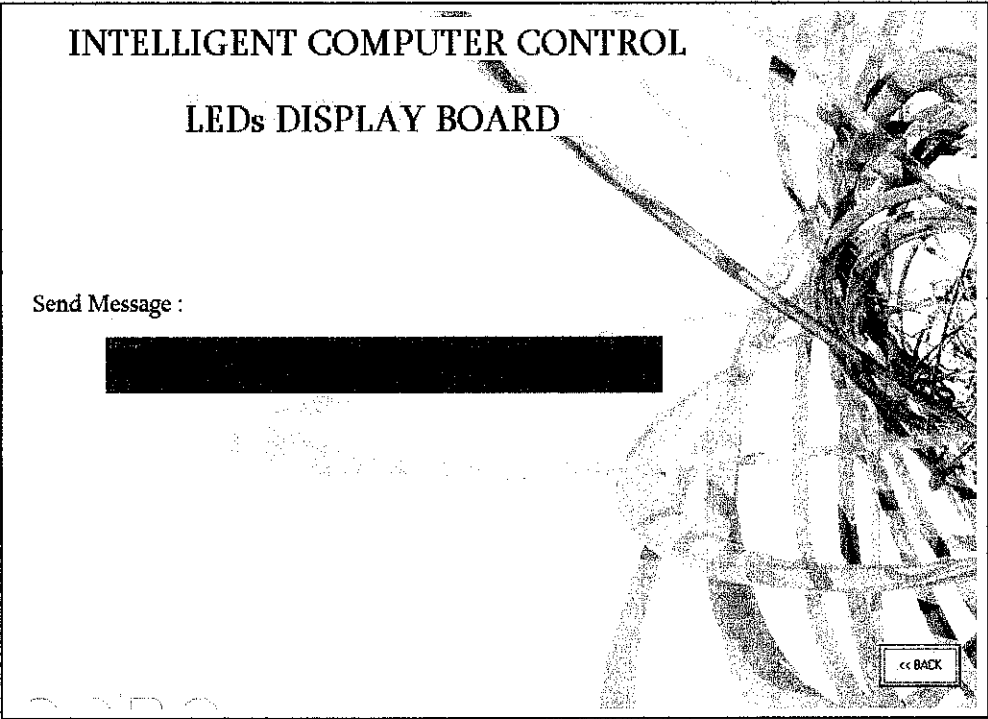 INTELLIGENT COMPUTER CONTROL
LEDs DISPLAY BOARD
Send Message :
<< BACK